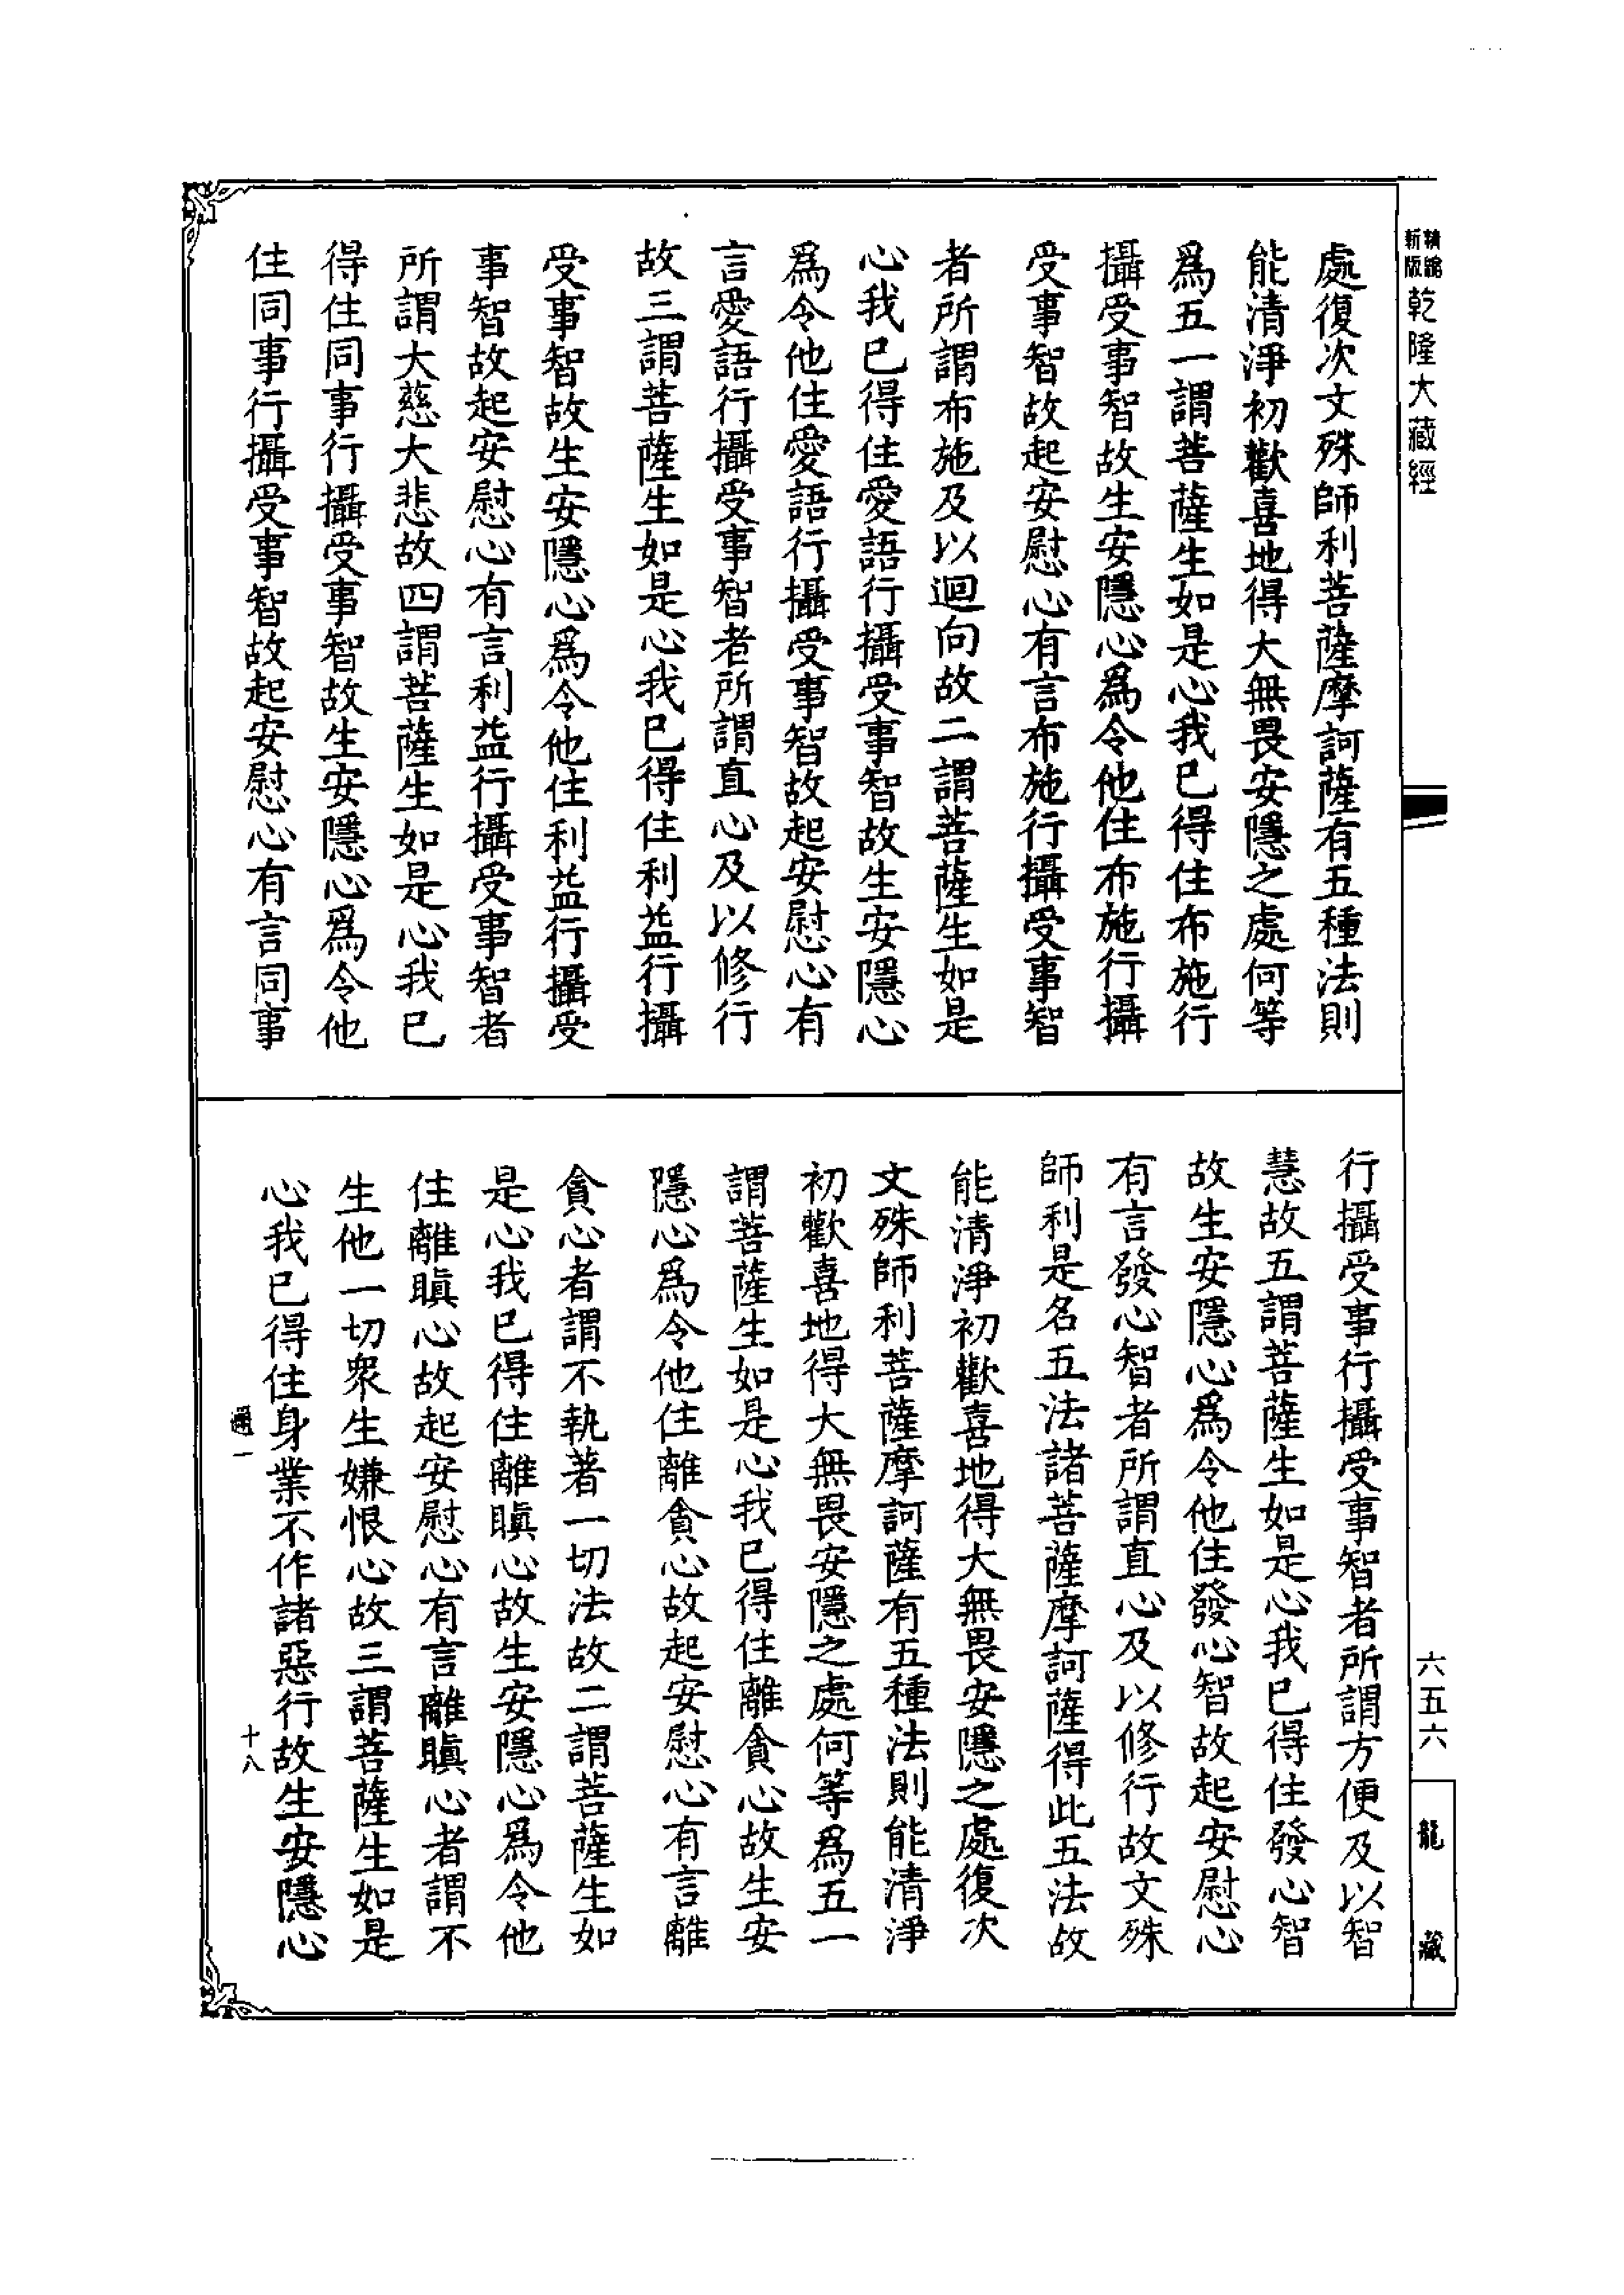 新版
精編
乾隆大藏經
處復次文殊師利菩薩摩訶薩有五種法則
能清淨初歡喜地得大無畏安隱之處何等
爲五一謂菩薩生如是心我已得住布施行
攝受事智故生安隱心爲令他住布施行攝
受事智故起安慰心有言布施行攝受事智
者所謂布施及以迴向故二謂菩薩生如是
心我已得住愛語行攝受事智故生安隱心
爲令他住愛語行攝受事智故起安慰心有
言愛語行攝受事智者所謂直心及以修行
故三謂菩薩生如是心我已得住利益行攝
受事智故生安隱心爲令他住利益行攝受
事智故起安慰心有言利益行攝受事智者
所謂大慈大悲故四謂菩薩生如是心我已
得住同事行攝受事智故生安隱心爲令他
住同事行攝受事智故起安慰心有言同事
行攝受事行攝受事智者所謂方便及以智
慧故五謂菩薩生如是心我已得住發心智
故生安隱心爲令他住發心智故起安慰心
有言發心智者所謂直心及以修行故文殊
師利是名五法諸菩薩摩訶薩得此五法故
能清淨初歡喜地得大無畏安隱之處復次
文殊師利菩薩摩訶薩有五種法則能清淨
初歡喜地得大無畏安隱之處何等爲五一
謂菩薩生如是心我已得住離貪心故生安
隱心爲令他住離貪心故起安慰心有言離
貪心者謂不執著一切法故二謂菩薩生如
是心我已得住離瞋心故生安隱心爲令他
住離瞋心故起安慰心有言離瞋心者謂不
生他一切衆生嫌恨心故三謂菩薩生如是
心我已得住身業不作諸惡行故生安隱心
十八
六五六
龍藏